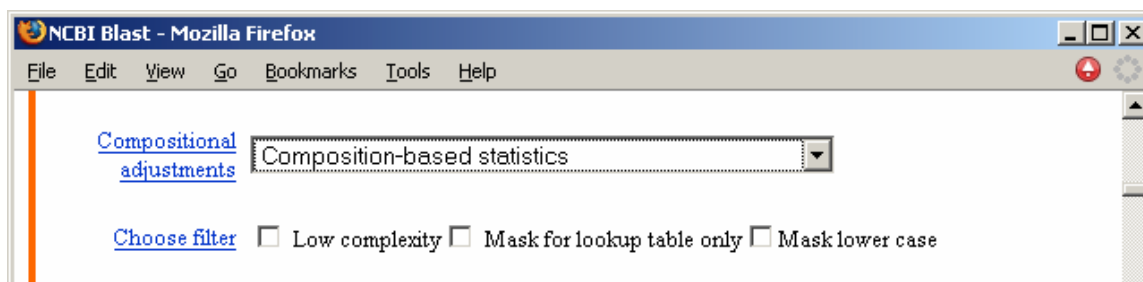 NCBI Blast - Mozilla Firefox
File Edit View Go Bookmarks Tools Help
Compositional
adjustments
Composition-based statistics
Choose filter Low complexity Mask for lookup table only Mask lower case